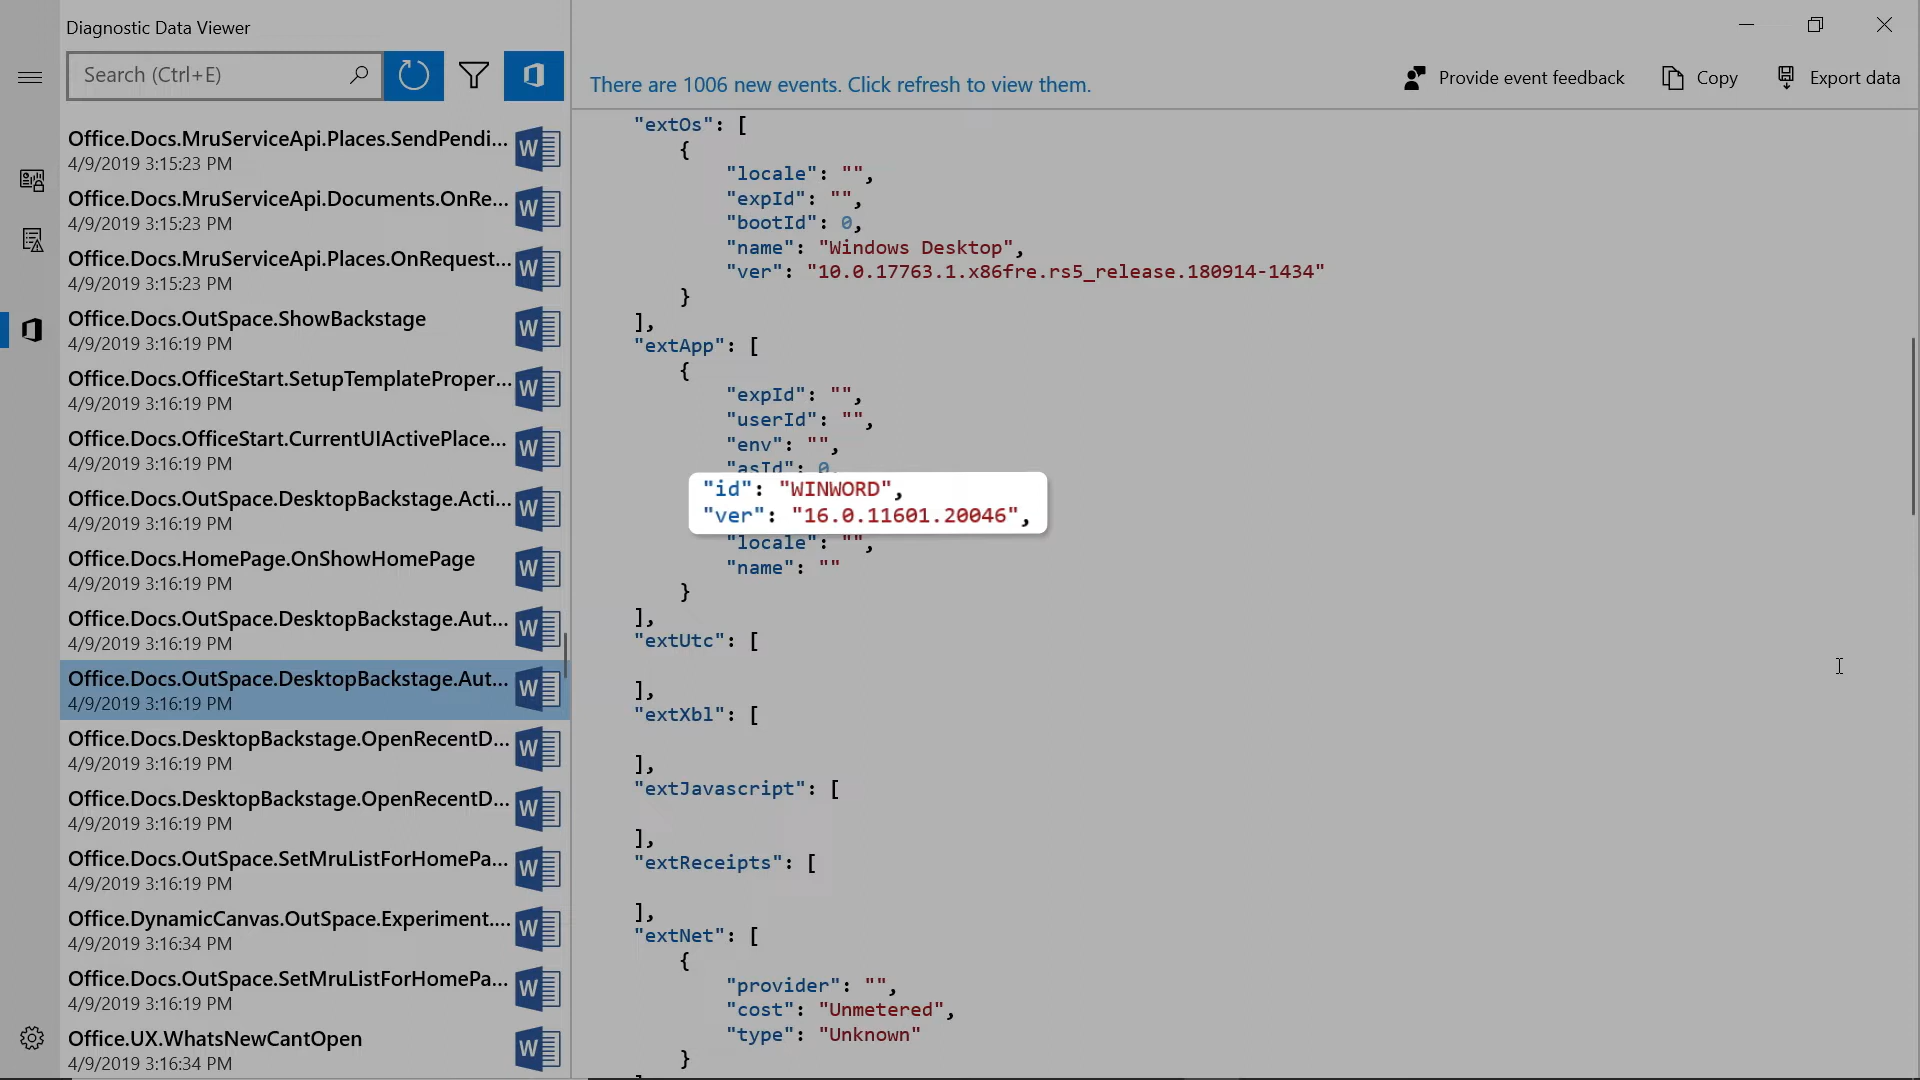 Diagnostic Data Viewer
Search (Ctrl+E)
There are 1006 new events. Click refresh to view them.
Provide event feedback
Copy
Export data
Office.Docs.MruServiceApi.Places.SendPendi...
4/9/2019 3:15:23 PM
Office.Docs.MruServiceApi.Documents.OnRe...
4/9/2019 3:15:23 PM
Office.Docs.MruServiceApi.Places.OnRequest...
4/9/2019 3:15:23 PM
Office.Docs.OutSpace.ShowBackstage
4/9/2019 3:16:19 PM
Office.Docs.OfficeStart.SetupTemplateProper...
4/9/2019 3:16:19 PM
Office.Docs.OfficeStart.CurrentUIActivePlace...
4/9/2019 3:16:19 PM
Office.Docs.OutSpace.DesktopBackstage.Acti...
4/9/2019 3:16:19 PM
Office.Docs.HomePage.OnShowHomePage
4/9/2019 3:16:19 PM
Office.Docs.OutSpace.DesktopBackstage.Aut...
4/9/2019 3:16:19 PM
Office.Docs.OutSpace.DesktopBackstage.Aut...
4/9/2019 3:16:19 PM
Office.Docs.DesktopBackstage.OpenRecentD...
4/9/2019 3:16:19 PM
Office.Docs.DesktopBackstage.OpenRecentD...
4/9/2019 3:16:19 PM
Office.Docs.OutSpace.SetMruListForHomePa...
4/9/2019 3:16:19 PM
Office.DynamicCanvas.OutSpace.Experiment....
4/9/2019 3:16:34 PM
Office.Docs.OutSpace.SetMruListForHomePa...
4/9/2019 3:16:19 PM
Office.UX.WhatsNewCantOpen
4/9/2019 3:16:34 PM
"extOs": [
{
"locale": "",
"expId": "",
"bootId": 0,
"name": "Windows Desktop",
"ver": "10.0.17763.1.x86fre.rs5_release.180914-1434"
}
],
"extApp": [
{
"expId": "",
"userId": "",
"env": "",
"asId": 0,
"id": "WINWORD",
"ver": "16.0.11601.20046",
"locale": "",
"name": ""
}
],
"extUtc": [
],
"extXbl": [
],
"extJavascript": [
],
"extReceipts": [
],
"extNet": [
{
"provider": "",
"cost": "Unmetered",
"type": "Unknown"
}